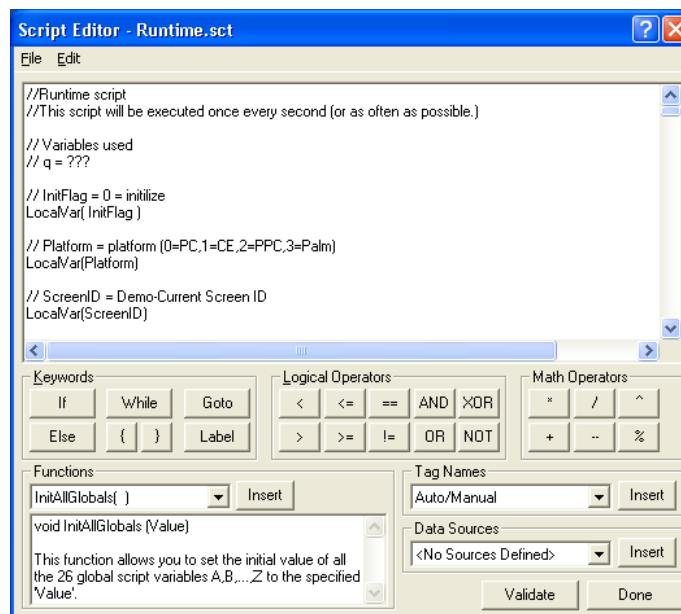 Script Editor - Runtime.sct
?
File Edit
//Runtime script
//This script will be executed once every second (or as often as possible.)
// Variables used
// q = ???
// InitFlag = 0 = initilize
LocalVar( InitFlag )
// Platform = platform (0=PC,1=CE,2=PPC,3=Palm)
LocalVar(Platform)
// ScreenID = Demo-Current Screen ID
LocalVar(ScreenID)
Keywords
If While Goto
Else { } Label
Logical Operators
< <= == AND XOR
> >= != OR NOT
Math Operators
* / ^
+ -- %
Functions
InitAllGlobals( ) Insert
void InitAllGlobals (Value)
This function allows you to set the initial value of all
the 26 global script variables A,B,...,Z to the specified
'Value'.
Tag Names
Auto/Manual Insert
Data Sources
<No Sources Defined> Insert
Validate Done